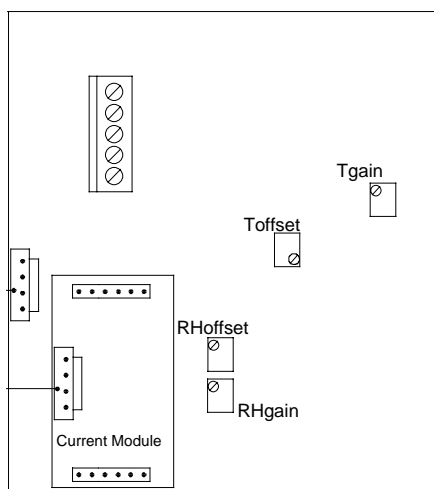 Tgain
Toffset
RHoffset
RHgain
Current Module